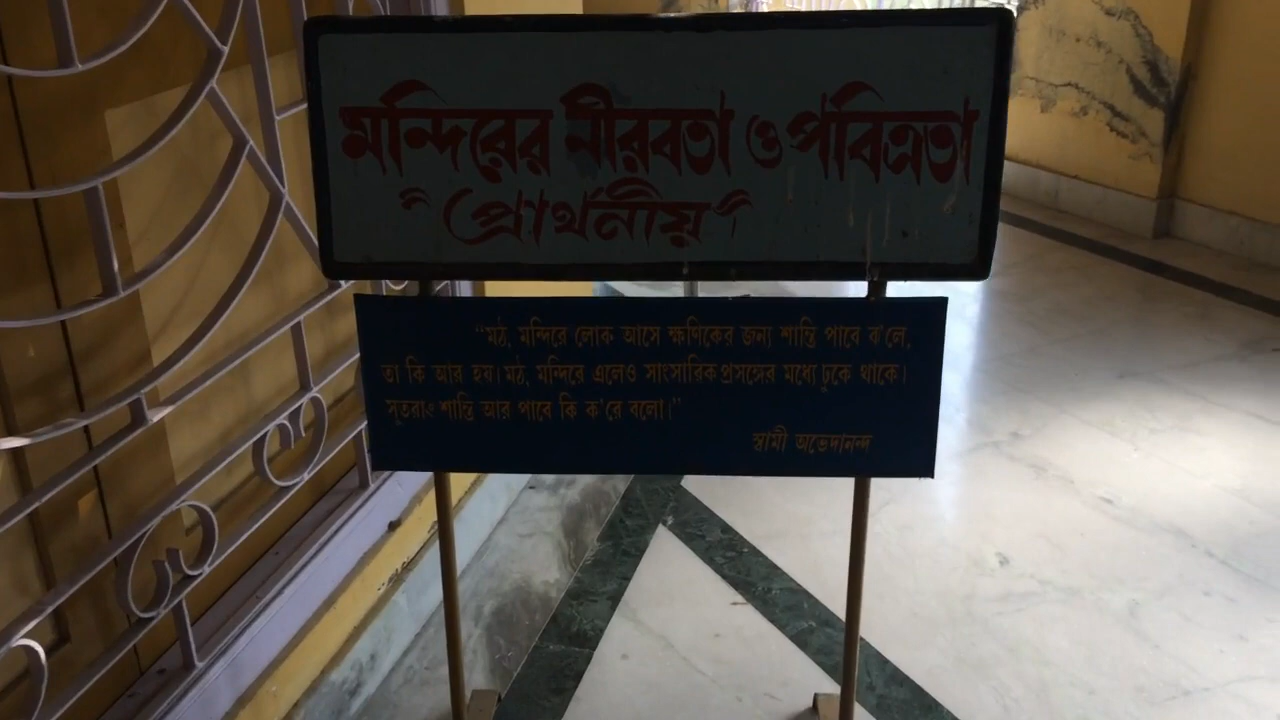 মন্দিরের নীরবতা ও পবিত্রতা
প্রার্থনীয়
“মঠ, মন্দিরে লোক আসে ক্ষণিকের জন্য শান্তি পাবে ব'লে,
তা কি আর হয়। মঠ, মন্দিরে এলেও সাংসারিক প্রসঙ্গের মধ্যে ঢুকে থাকে।
সুতরাং শান্তি আর পাবে কি ক'রে বলো।”
স্বামী অভেদানন্দ